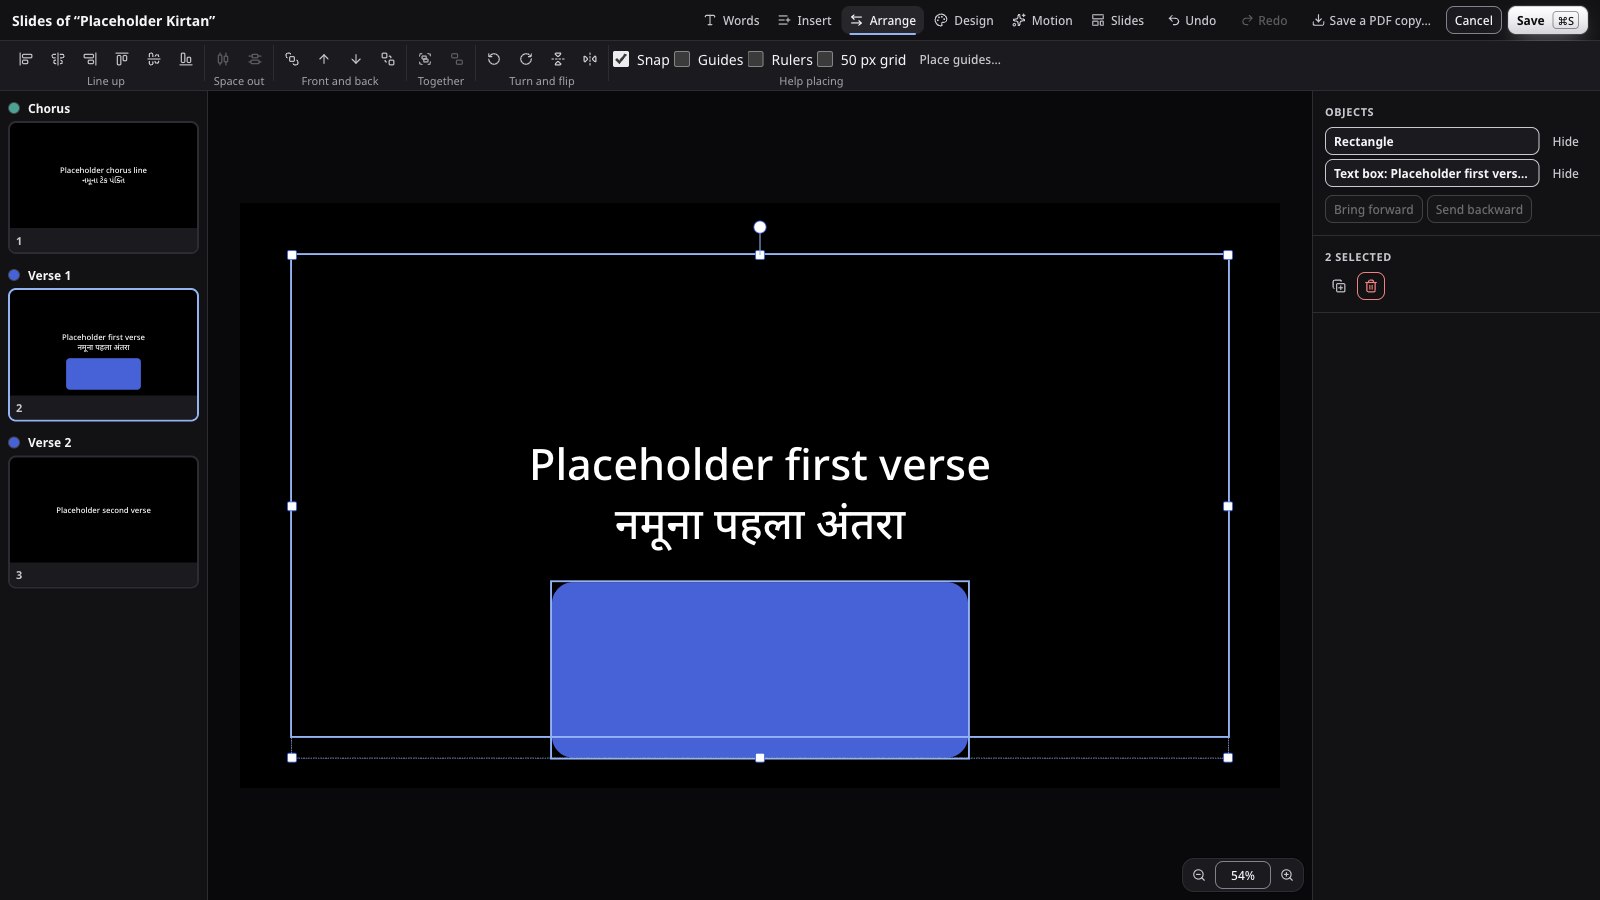 Slides of “Placeholder Kirtan”
Words
Insert
Arrange
Design
Motion
Slides
Undo
Redo
Save a PDF copy...
Cancel
Save ⌘S
Line up
Space out
Front and back
Together
Turn and flip
Snap
Guides
Rulers
50 px grid
Place guides...
Help placing
Chorus
Placeholder chorus line
નમૂના ટેક પંક્તિ
1
Verse 1
Placeholder first verse
नमूना पहला अंतरा
2
Verse 2
Placeholder second verse
3
Placeholder first verse
नमूना पहला अंतरा
54%
OBJECTS
Rectangle
Hide
Text box: Placeholder first vers...
Hide
Bring forward
Send backward
2 SELECTED